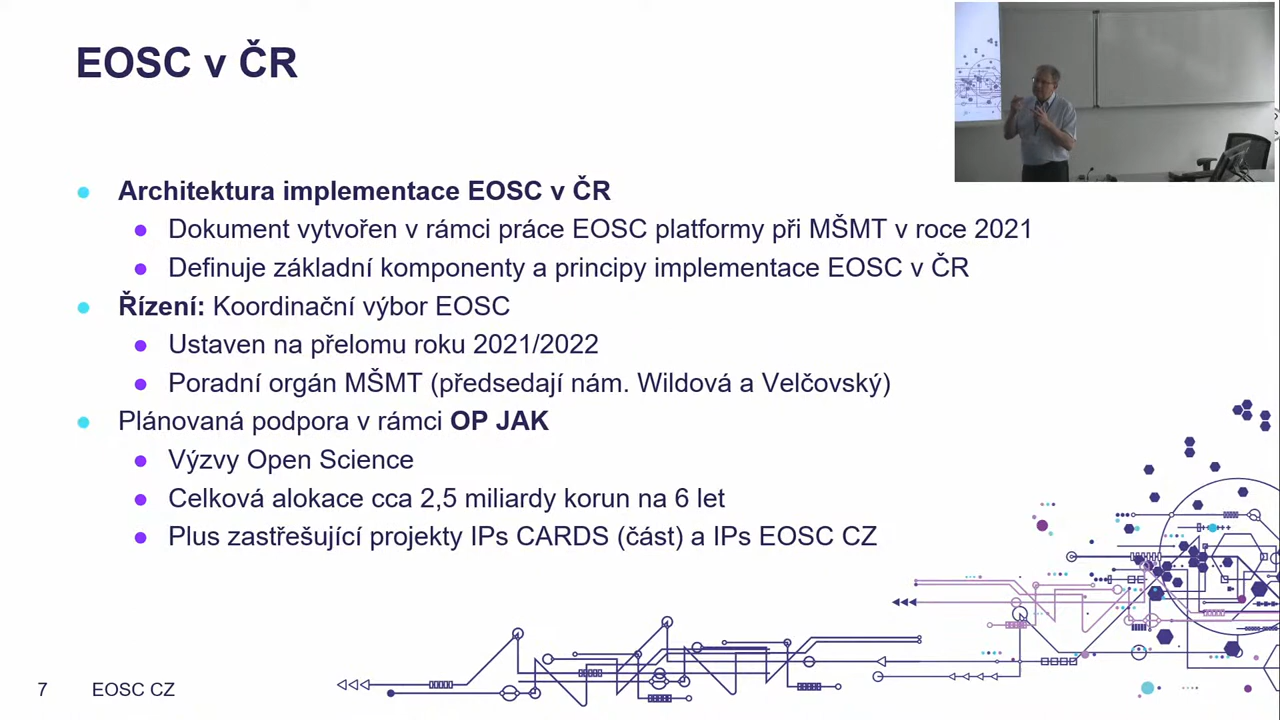 EOSC v ČR
Architektura implementace EOSC v ČR
Dokument vytvořen v rámci práce EOSC platformy při MŠMT v roce 2021
Definuje základní komponenty a principy implementace EOSC v ČR
Řízení: Koordinační výbor EOSC
Ustaven na přelomu roku 2021/2022
Poradní orgán MŠMT (předsedají nám. Wildová a Velčovský)
Plánovaná podpora v rámci OP JAK
Výzvy Open Science
Celková alokace cca 2,5 miliardy korun na 6 let
Plus zastřešující projekty IPs CARDS (část) a IPs EOSC CZ
7 EOSC CZ